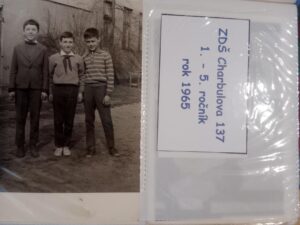 ZDŠ Charbulova 137
1. - 5. ročník
rok 1965